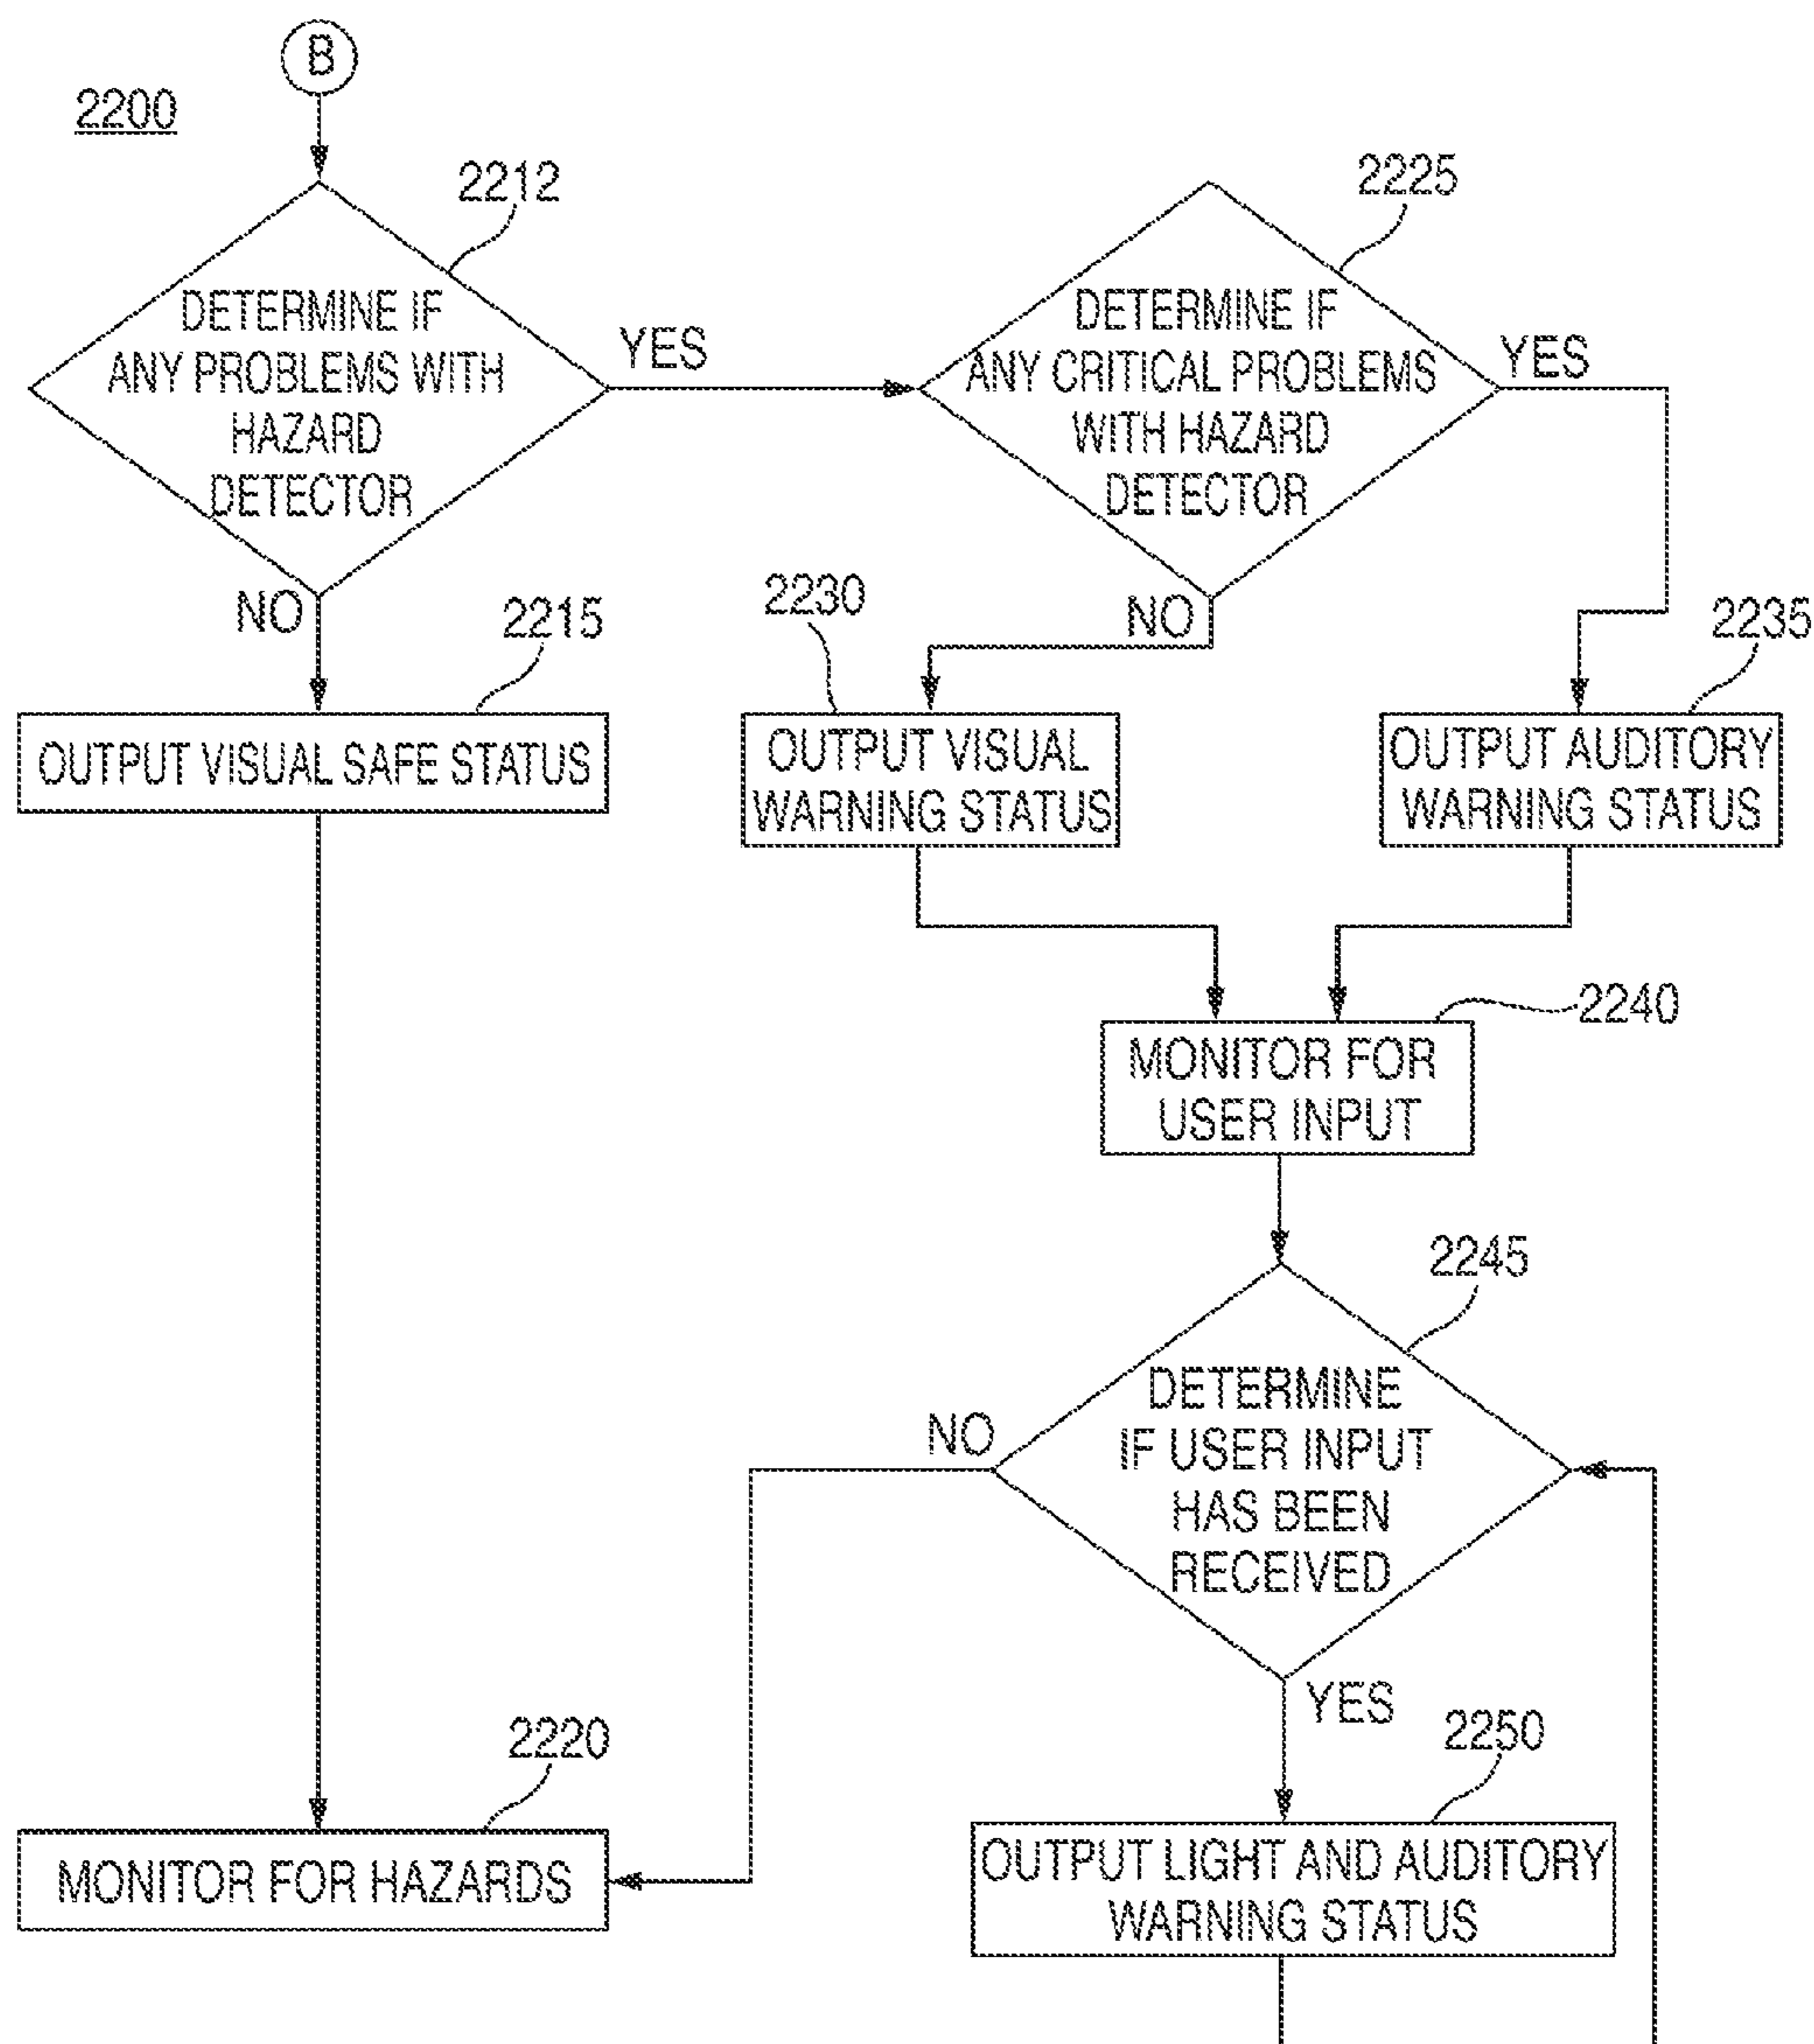 B
2200
2212
DETERMINE IF
ANY PROBLEMS WITH
HAZARD
DETECTOR
YES
NO
2225
DETERMINE IF
ANY CRITICAL PROBLEMS
WITH HAZARD
DETECTOR
YES
NO
2215
OUTPUT VISUAL SAFE STATUS
2230
OUTPUT VISUAL
WARNING STATUS
2235
OUTPUT AUDITORY
WARNING STATUS
2240
MONITOR FOR
USER INPUT
2245
DETERMINE
IF USER INPUT
HAS BEEN
RECEIVED
NO
YES
2220
MONITOR FOR HAZARDS
2250
OUTPUT LIGHT AND AUDITORY
WARNING STATUS